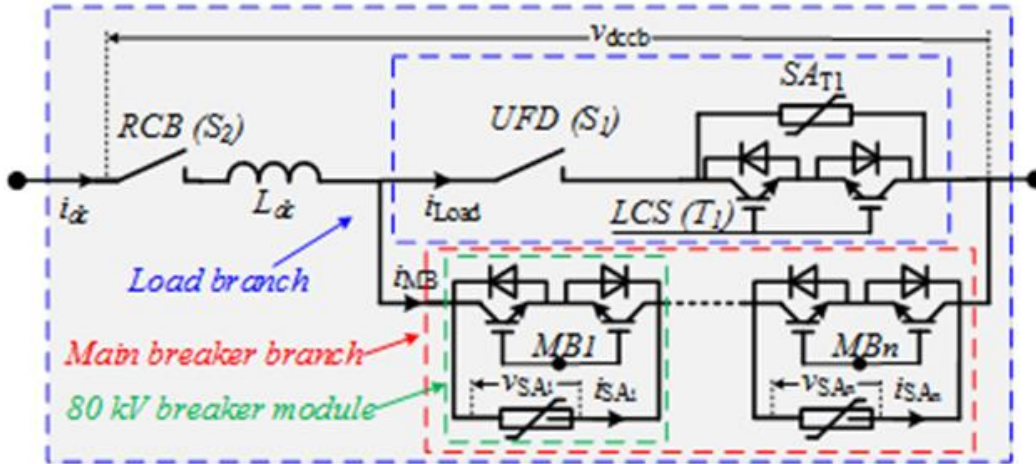 v_dccb
SA_T1
RCB (S_2)
UFD (S_1)
i_dc
L_dc
i_Load
LCS (T_1)
Load branch
i_MB
Main breaker branch
MB1
MBn
80 kV breaker module
v_SA1
i_SA1
v_SAn
i_SAn